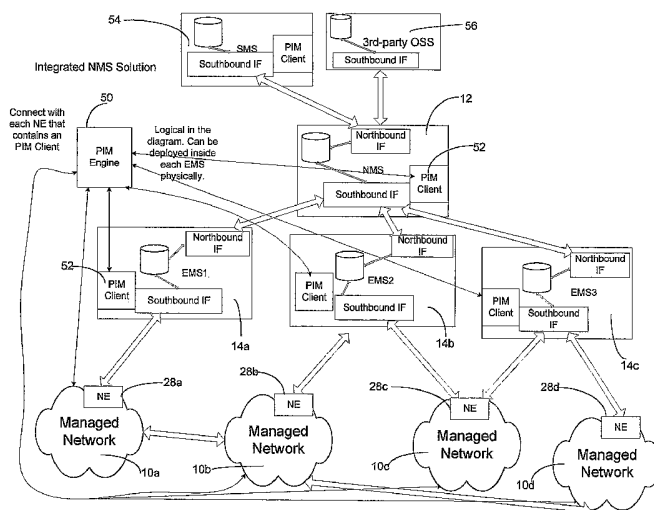 54
SMS
PIM
Client
Southbound IF
56
3rd-party OSS
Southbound IF
Integrated NMS Solution
Connect with
each NE that
contains an
PIM Client
50
PIM
Engine
Logical in the
diagram. Can be
deployed inside
each EMS
physically.
12
Northbound
IF
NMS
52
PIM
Client
Southbound IF
Northbound
IF
EMS1.
52
PIM
Client
Southbound IF
14a
Northbound
IF
EMS2
PIM
Client
Southbound
IF
14b
Northbound
IF
EMS3
PIM
Client
Southbound
IF
14c
NE
28a
Managed
Network
10a
28b
NE
Managed
Network
10b
28c
NE
Managed
Network
10c
28d
NE
Managed
Network
10d